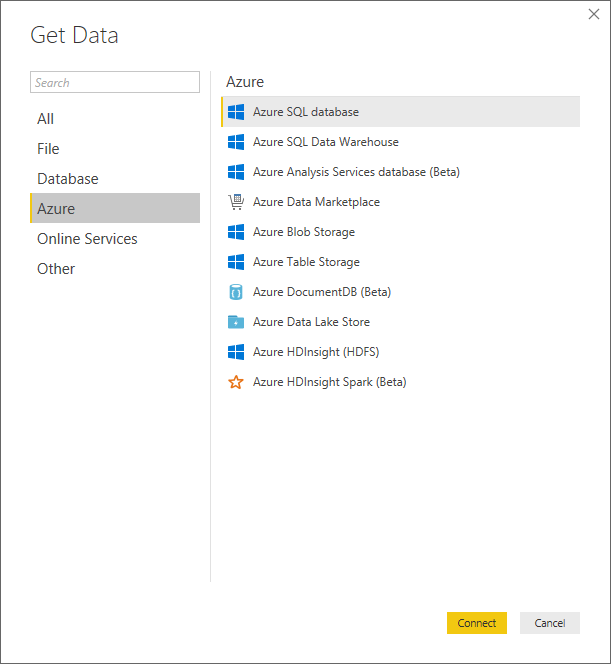 Get Data
Search
All
File
Database
Azure
Online Services
Other
Azure
Azure SQL database
Azure SQL Data Warehouse
Azure Analysis Services database (Beta)
Azure Data Marketplace
Azure Blob Storage
Azure Table Storage
Azure DocumentDB (Beta)
Azure Data Lake Store
Azure HDInsight (HDFS)
Azure HDInsight Spark (Beta)
Connect
Cancel